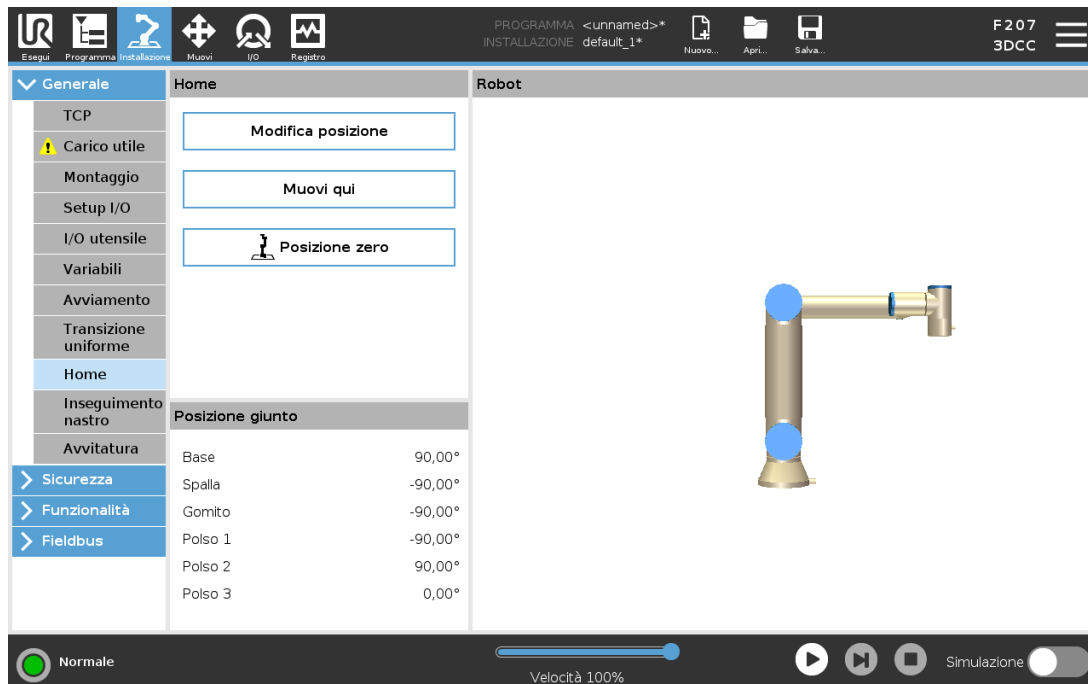 PROGRAMMA <unnamed>*
INSTALLAZIONE default_1*
F207
3DCC
Esegui Programma Installazione Muovi I/O Registro Nuovo... Apri... Salva...
Generale
TCP
Carico utile
Montaggio
Setup I/O
I/O utensile
Variabili
Avviamento
Transizione
uniforme
Home
Inseguimento
nastro
Avvitatura
Sicurezza
Funzionalità
Fieldbus
Home
Modifica posizione
Muovi qui
Posizione zero
Posizione giunto
Base 90,00°
Spalla -90,00°
Gomito -90,00°
Polso 1 -90,00°
Polso 2 90,00°
Polso 3 0,00°
Robot
Normale
Velocità 100%
Simulazione